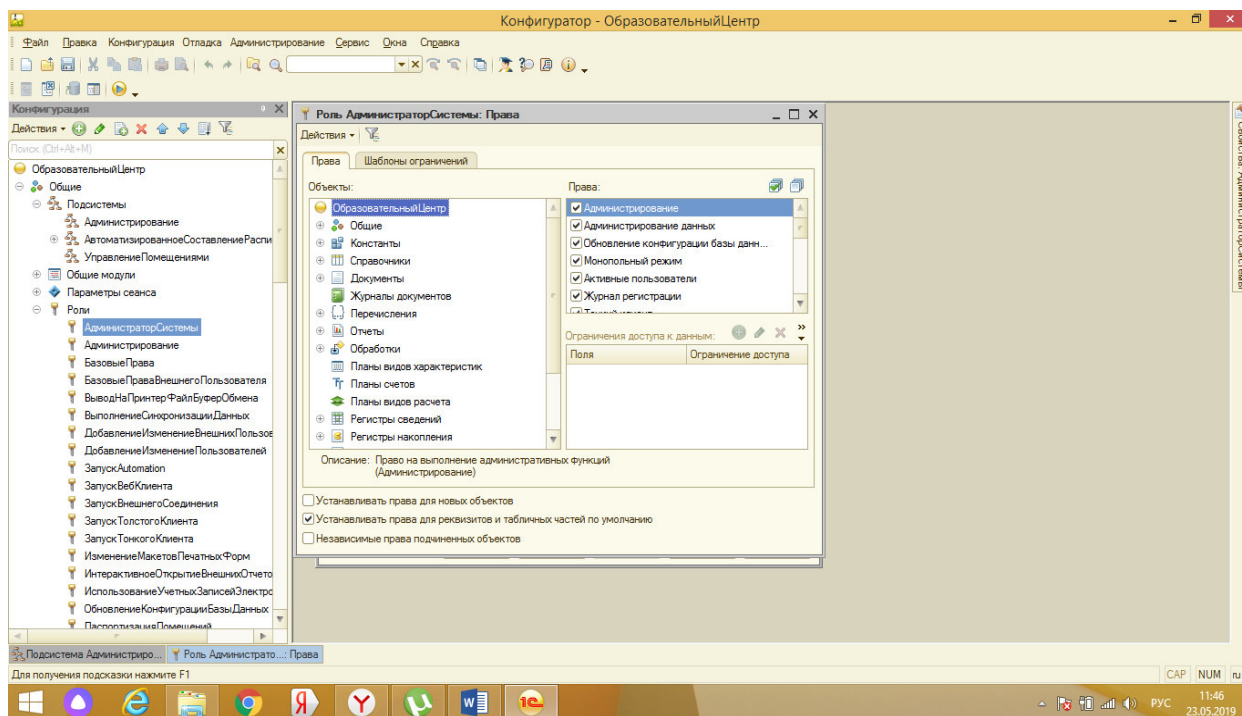 Конфигуратор - ОбразовательныйЦентр
Файл Правка Конфигурация Отладка Администрирование Сервис Окна Справка
Конфигурация
Действия
Поиск (Ctrl+Alt+M)
ОбразовательныйЦентр
Общие
Подсистемы
Администрирование
АвтоматизированноеСоставлениеРаспи
УправлениеПомещениями
Общие модули
Параметры сеанса
Роли
АдминистраторСистемы
Администрирование
БазовыеПрава
БазовыеПраваВнешнегоПользователя
ВыводНаПринтерФайлБуферОбмена
ВыполнениеСинхронизацииДанных
ДобавлениеИзменениеВнешнихПользов
ДобавлениеИзменениеПользователей
ЗапускAutomation
ЗапускВебКлиента
ЗапускВнешнегоСоединения
ЗапускТолстогоКлиента
ЗапускТонкогоКлиента
ИзменениеМакетовПечатныхФорм
ИнтерактивноеОткрытиеВнешнихОтчето
ИспользованиеУчетныхЗаписейЭлектро
ОбновлениеКонфигурацииБазыДанных
ПаспортизацияПомещений
Роль АдминистраторСистемы: Права
Действия
Права Шаблоны ограничений
Объекты:
ОбразовательныйЦентр
Общие
Константы
Справочники
Документы
Журналы документов
Перечисления
Отчеты
Обработки
Планы видов характеристик
Планы счетов
Планы видов расчета
Регистры сведений
Регистры накопления
Права:
Администрирование
Администрирование данных
Обновление конфигурации базы данн...
Монопольный режим
Активные пользователи
Журнал регистрации
Ограничения доступа к данным:
Поля Ограничение доступа
Описание: Право на выполнение административных функций
(Администрирование)
Устанавливать права для новых объектов
Устанавливать права для реквизитов и табличных частей по умолчанию
Независимые права подчиненных объектов
Свойства: АдминистраторСистемы
Подсистема Администриро... Роль Администрато...: Права
Для получения подсказки нажмите F1
CAP NUM ru
РУС
11:46
23.05.2019